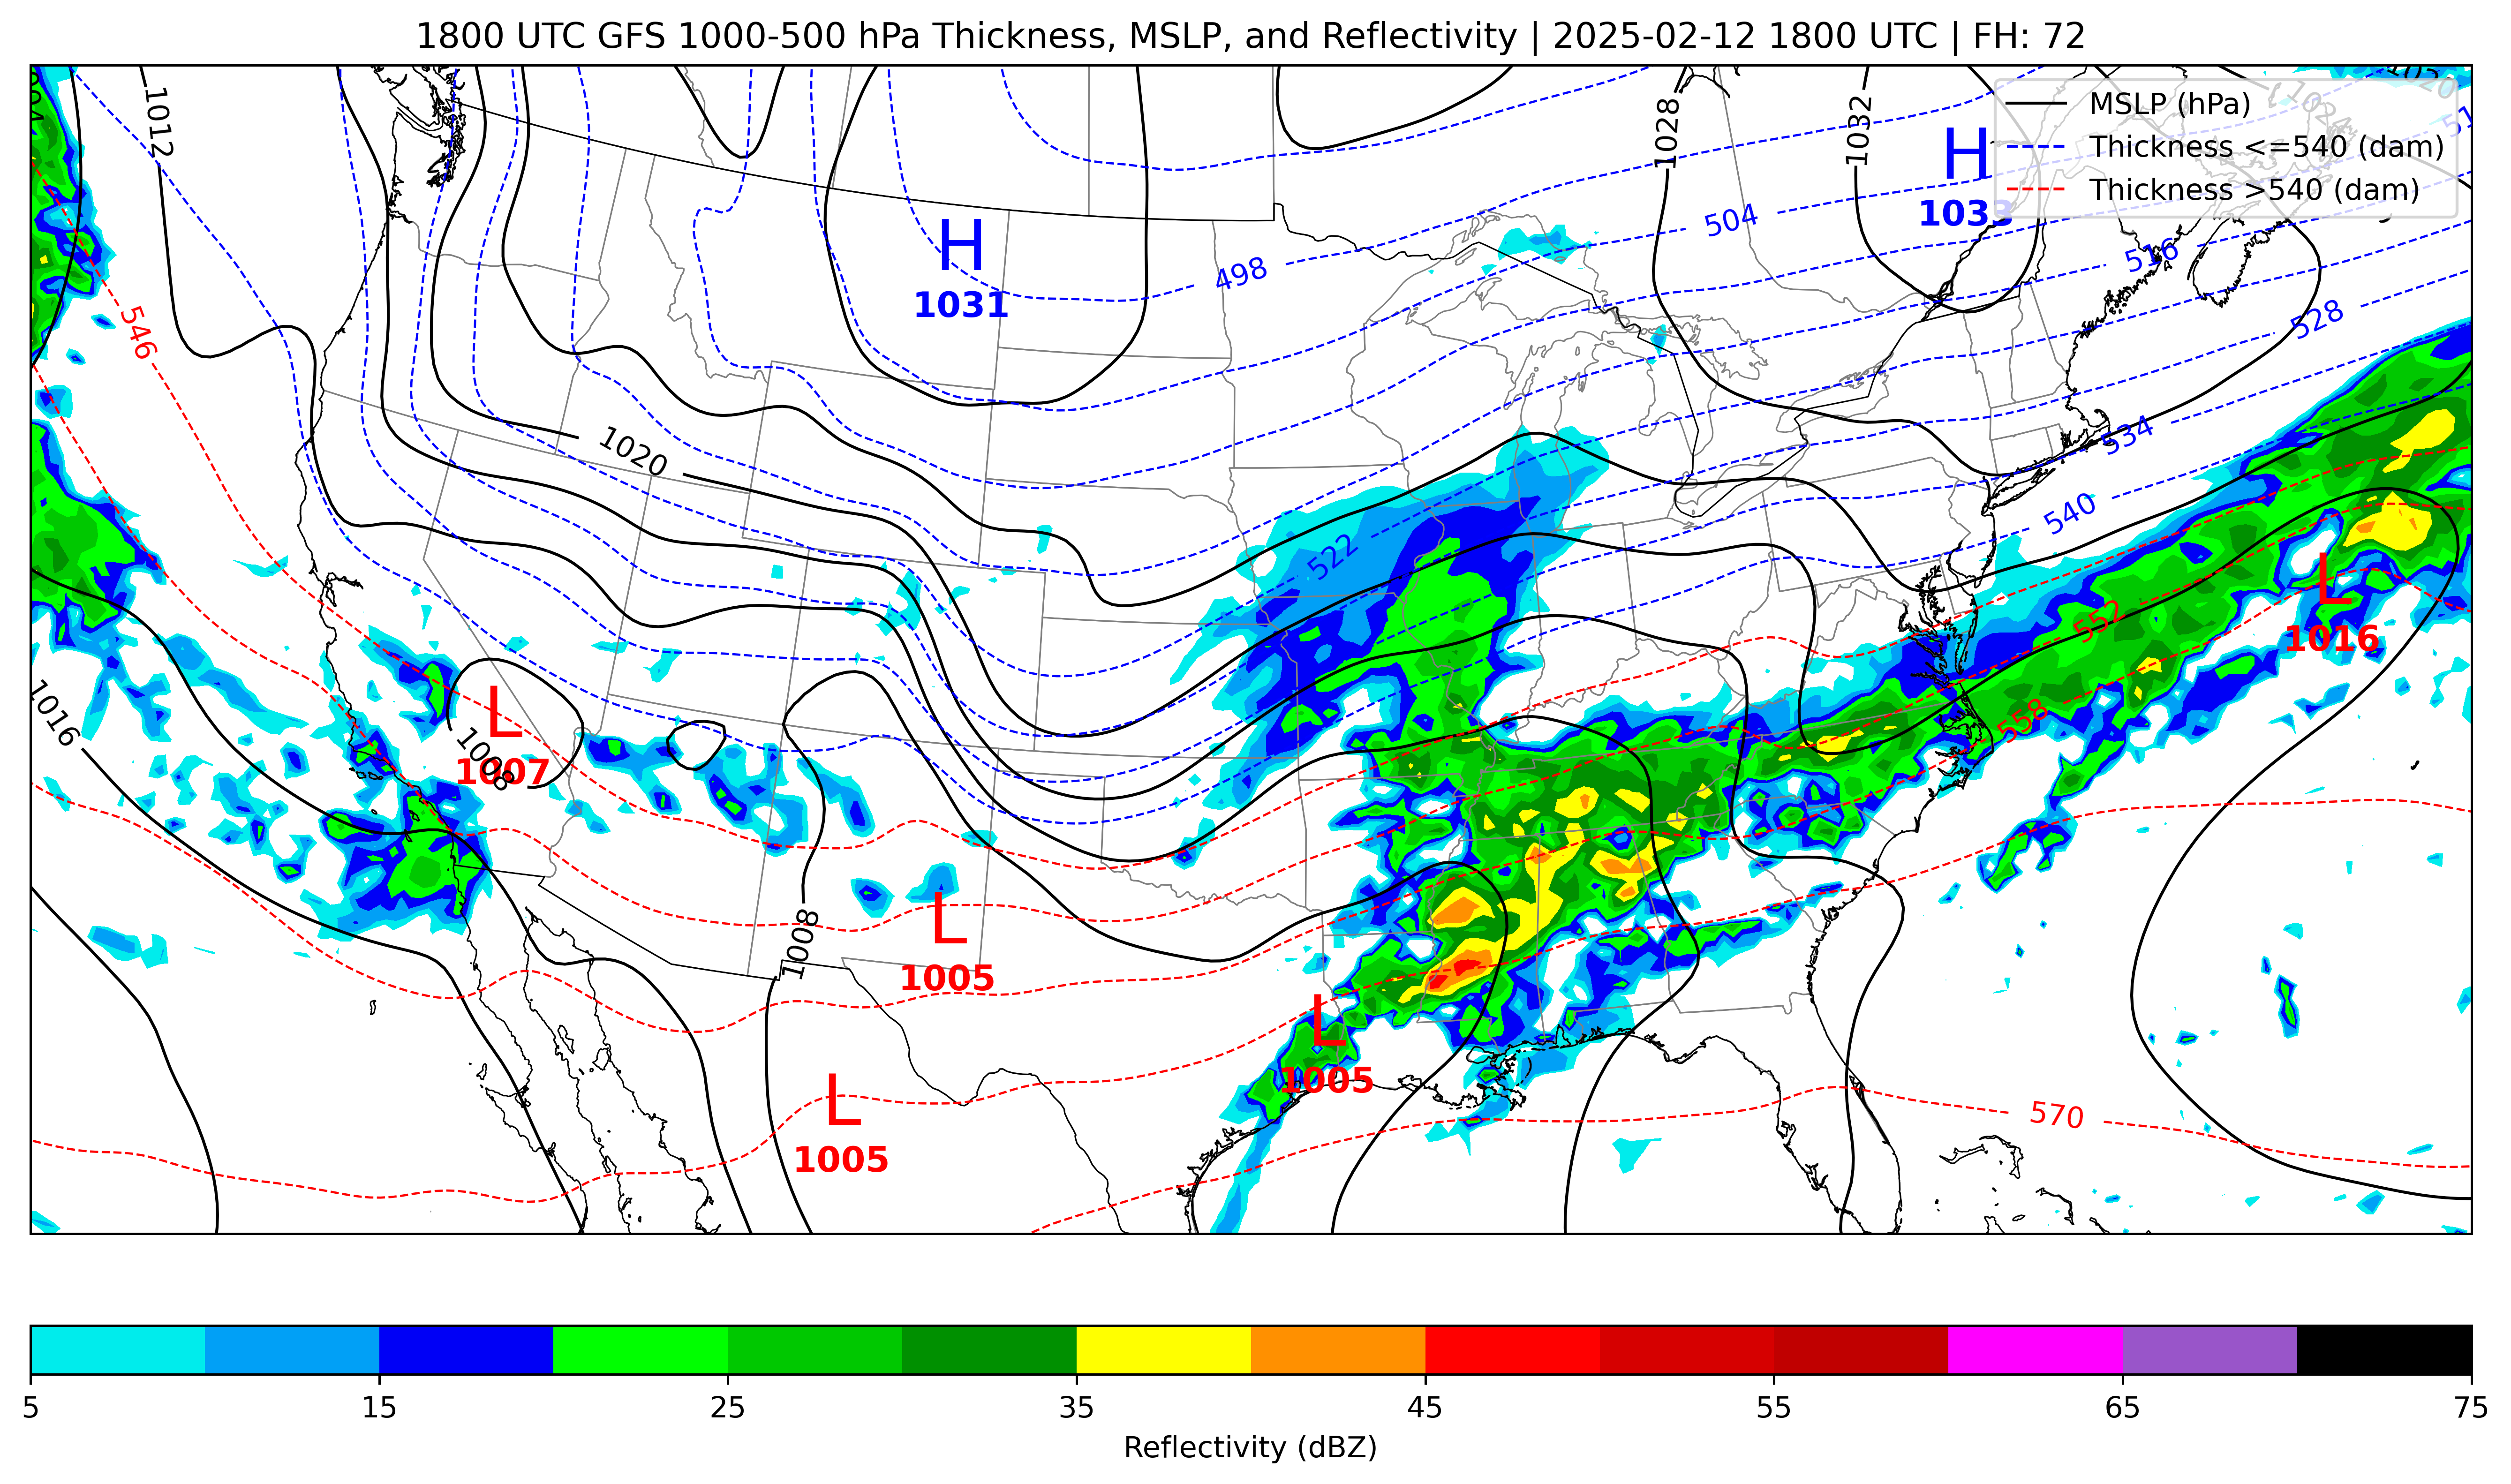 1800 UTC GFS 1000-500 hPa Thickness, MSLP, and Reflectivity | 2025-02-12 1800 UTC | FH: 72
MSLP (hPa)
Thickness <=540 (dam)
Thickness >540 (dam)
1012
1028
1032
1020
H
1033
504
516
H
1031
498
528
546
534
1020
540
522
552
L
1016
558
1016
L
1008
1007
L
1005
1008
L
1005
L
1005
570
5
15
25
35
45
55
65
75
Reflectivity (dBZ)